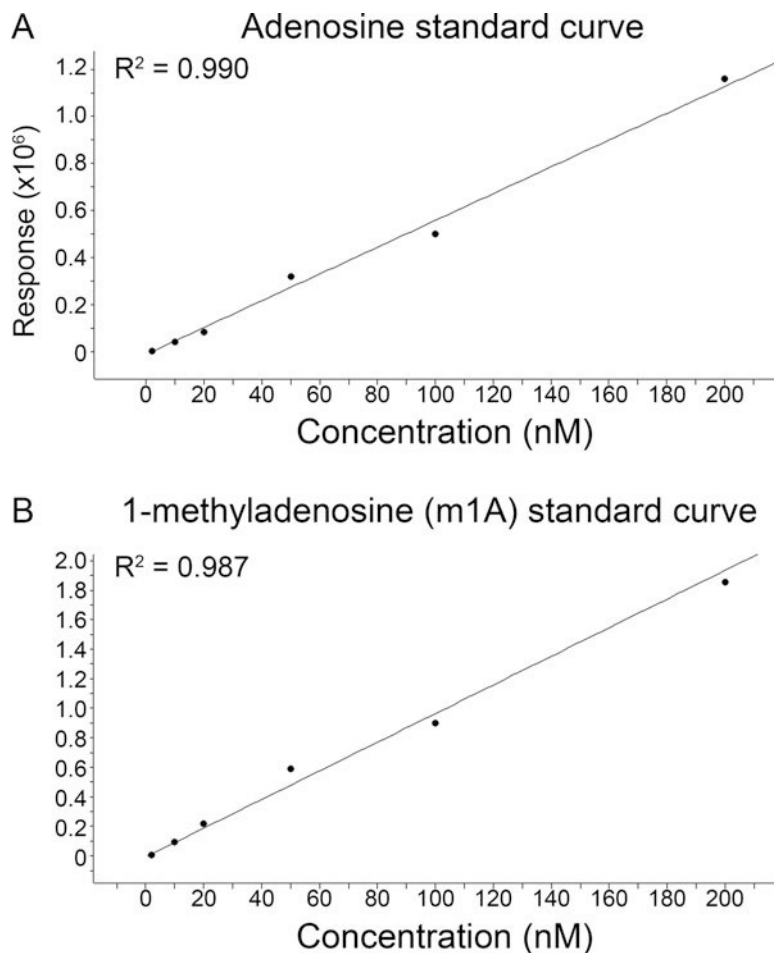 A Adenosine standard curve
R² = 0.990
1.2
1.0
0.8
0.6
0.4
0.2
0
Response (x10⁶)
0 20 40 60 80 100 120 140 160 180 200
Concentration (nM)
B 1-methyladenosine (m1A) standard curve
R² = 0.987
2.0
1.8
1.6
1.4
1.2
1.0
0.8
0.6
0.4
0.2
0
0 20 40 60 80 100 120 140 160 180 200
Concentration (nM)